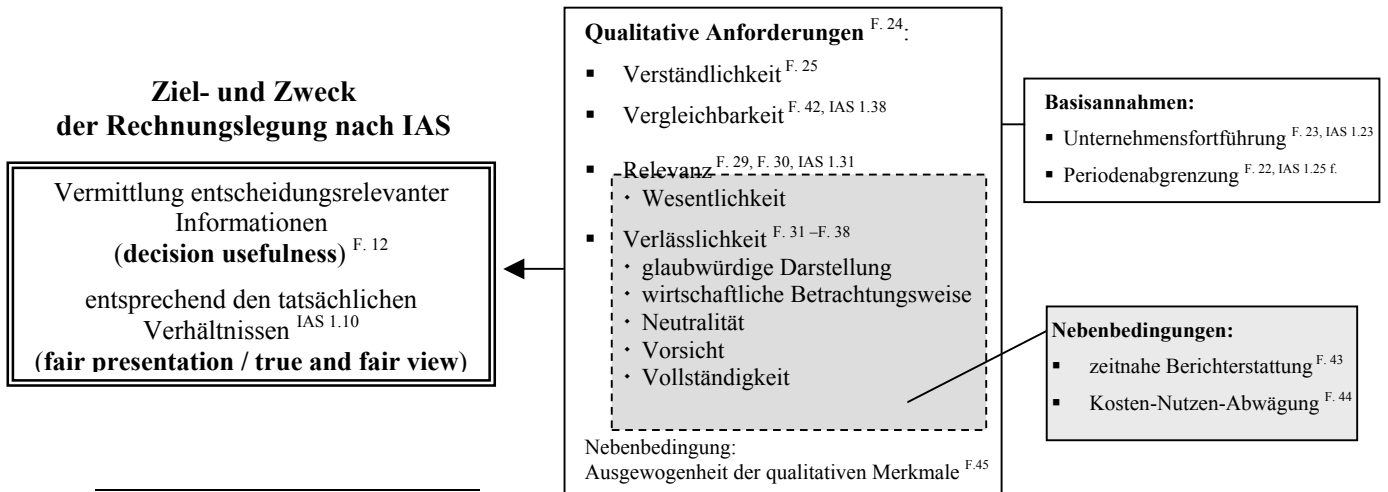 Ziel- und Zweck
der Rechnungslegung nach IAS
Vermittlung entscheidungsrelevanter
Informationen
(decision usefulness) F. 12
entsprechend den tatsächlichen
Verhältnissen IAS 1.10
(fair presentation / true and fair view)
Qualitative Anforderungen F. 24:
▪ Verständlichkeit F. 25
▪ Vergleichbarkeit F. 42, IAS 1.38
▪ Relevanz F. 29, F. 30, IAS 1.31
· Wesentlichkeit
▪ Verlässlichkeit F. 31 –F. 38
· glaubwürdige Darstellung
· wirtschaftliche Betrachtungsweise
· Neutralität
· Vorsicht
· Vollständigkeit
Nebenbedingung:
Ausgewogenheit der qualitativen Merkmale F.45
Basisannahmen:
▪ Unternehmensfortführung F. 23, IAS 1.23
▪ Periodenabgrenzung F. 22, IAS 1.25 f.
Nebenbedingungen:
▪ zeitnahe Berichterstattung F. 43
▪ Kosten-Nutzen-Abwägung F. 44